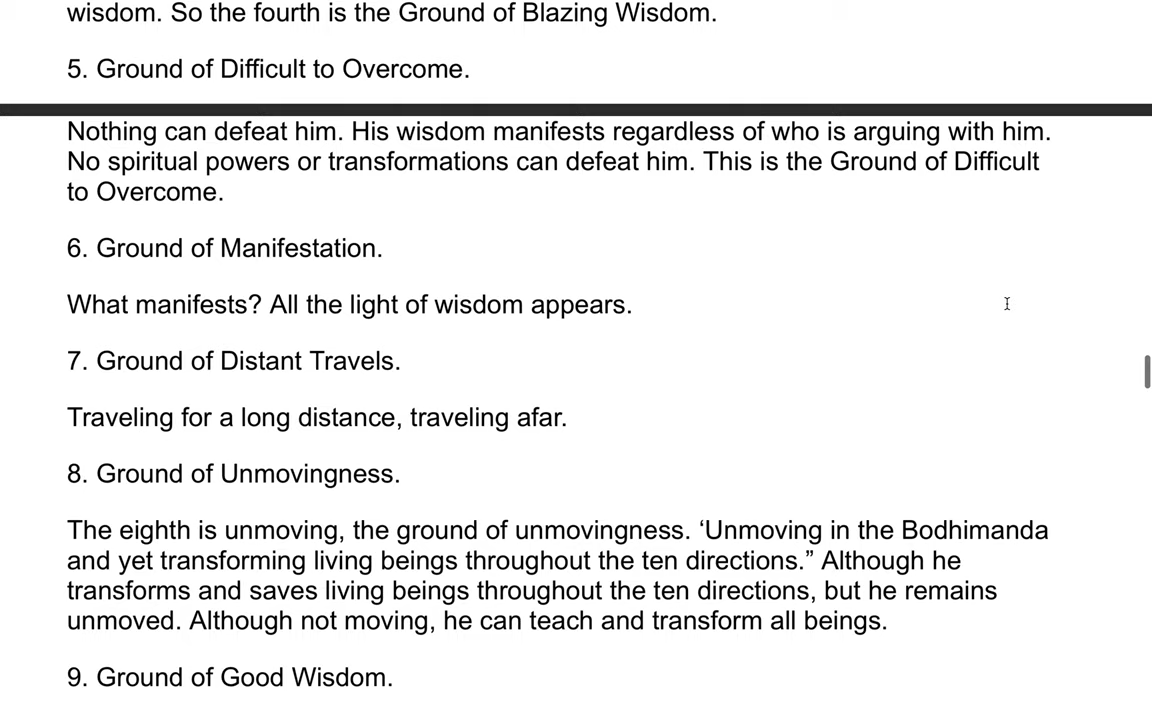 wisdom. So the fourth is the Ground of Blazing Wisdom.
5. Ground of Difficult to Overcome.
Nothing can defeat him. His wisdom manifests regardless of who is arguing with him.
No spiritual powers or transformations can defeat him. This is the Ground of Difficult
to Overcome.
6. Ground of Manifestation.
What manifests? All the light of wisdom appears.
7. Ground of Distant Travels.
Traveling for a long distance, traveling afar.
8. Ground of Unmovingness.
The eighth is unmoving, the ground of unmovingness. ‘Unmoving in the Bodhimanda
and yet transforming living beings throughout the ten directions.” Although he
transforms and saves living beings throughout the ten directions, but he remains
unmoved. Although not moving, he can teach and transform all beings.
9. Ground of Good Wisdom.